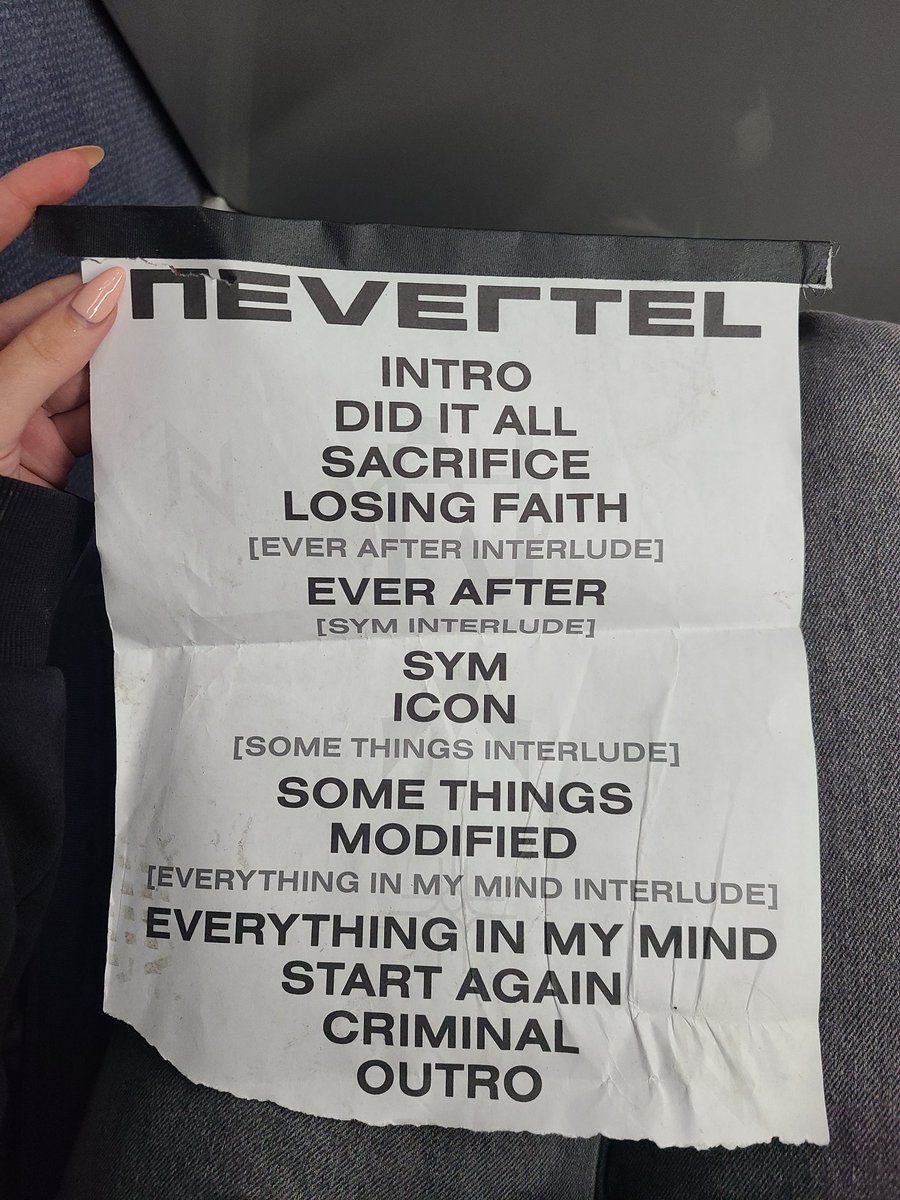 NEVERTEL
INTRO
DID IT ALL
SACRIFICE
LOSING FAITH
[EVER AFTER INTERLUDE]
EVER AFTER
[SYM INTERLUDE]
SYM
ICON
[SOME THINGS INTERLUDE]
SOME THINGS
MODIFIED
[EVERYTHING IN MY MIND INTERLUDE]
EVERYTHING IN MY MIND
START AGAIN
CRIMINAL
OUTRO